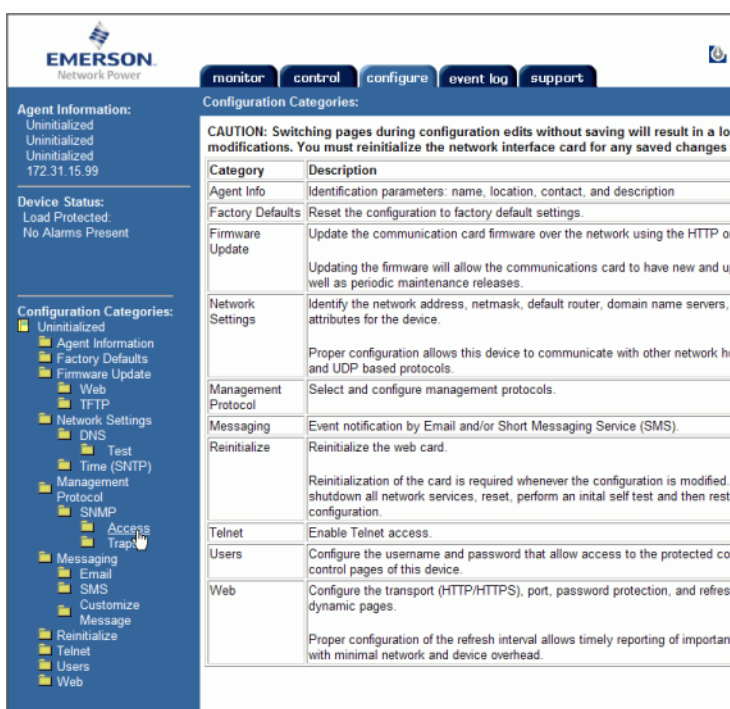 EMERSON.
Network Power
monitor control configure event log support
Agent Information:
Uninitialized
Uninitialized
Uninitialized
172.31.15.99
Device Status:
Load Protected:
No Alarms Present
Configuration Categories:
Uninitialized
Agent Information
Factory Defaults
Firmware Update
Web
TFTP
Network Settings
DNS
Test
Time (SNTP)
Management
Protocol
SNMP
Access
Trap
Messaging
Email
SMS
Customize
Message
Reinitialize
Telnet
Users
Web
Configuration Categories:
CAUTION: Switching pages during configuration edits without saving will result in a lo
modifications. You must reinitialize the network interface card for any saved changes
Category Description
Agent Info Identification parameters: name, location, contact, and description
Factory Defaults Reset the configuration to factory default settings.
Firmware Update the communication card firmware over the network using the HTTP o
Update
Updating the firmware will allow the communications card to have new and u
well as periodic maintenance releases.
Network Identify the network address, netmask, default router, domain name servers,
Settings attributes for the device.
Proper configuration allows this device to communicate with other network h
and UDP based protocols.
Management Select and configure management protocols.
Protocol
Messaging Event notification by Email and/or Short Messaging Service (SMS).
Reinitialize Reinitialize the web card.
Reinitialization of the card is required whenever the configuration is modified.
shutdown all network services, reset, perform an inital self test and then rest
configuration.
Telnet Enable Telnet access.
Users Configure the username and password that allow access to the protected co
control pages of this device.
Web Configure the transport (HTTP/HTTPS), port, password protection, and refres
dynamic pages.
Proper configuration of the refresh interval allows timely reporting of importan
with minimal network and device overhead.